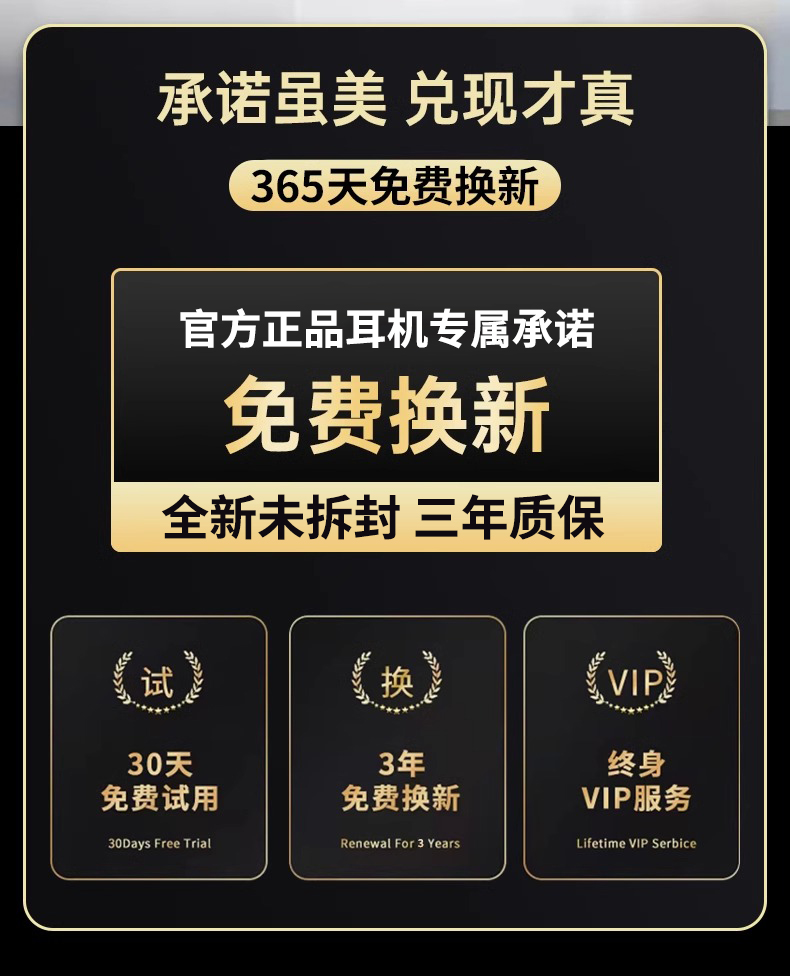 承诺虽美 兑现才真
365天免费换新
官方正品耳机专属承诺
免费换新
全新未拆封 三年质保
试
30天
免费试用
30Days Free Trial
换
3年
免费换新
Renewal For 3 Years
VIP
终身
VIP服务
Lifetime VIP Serbice